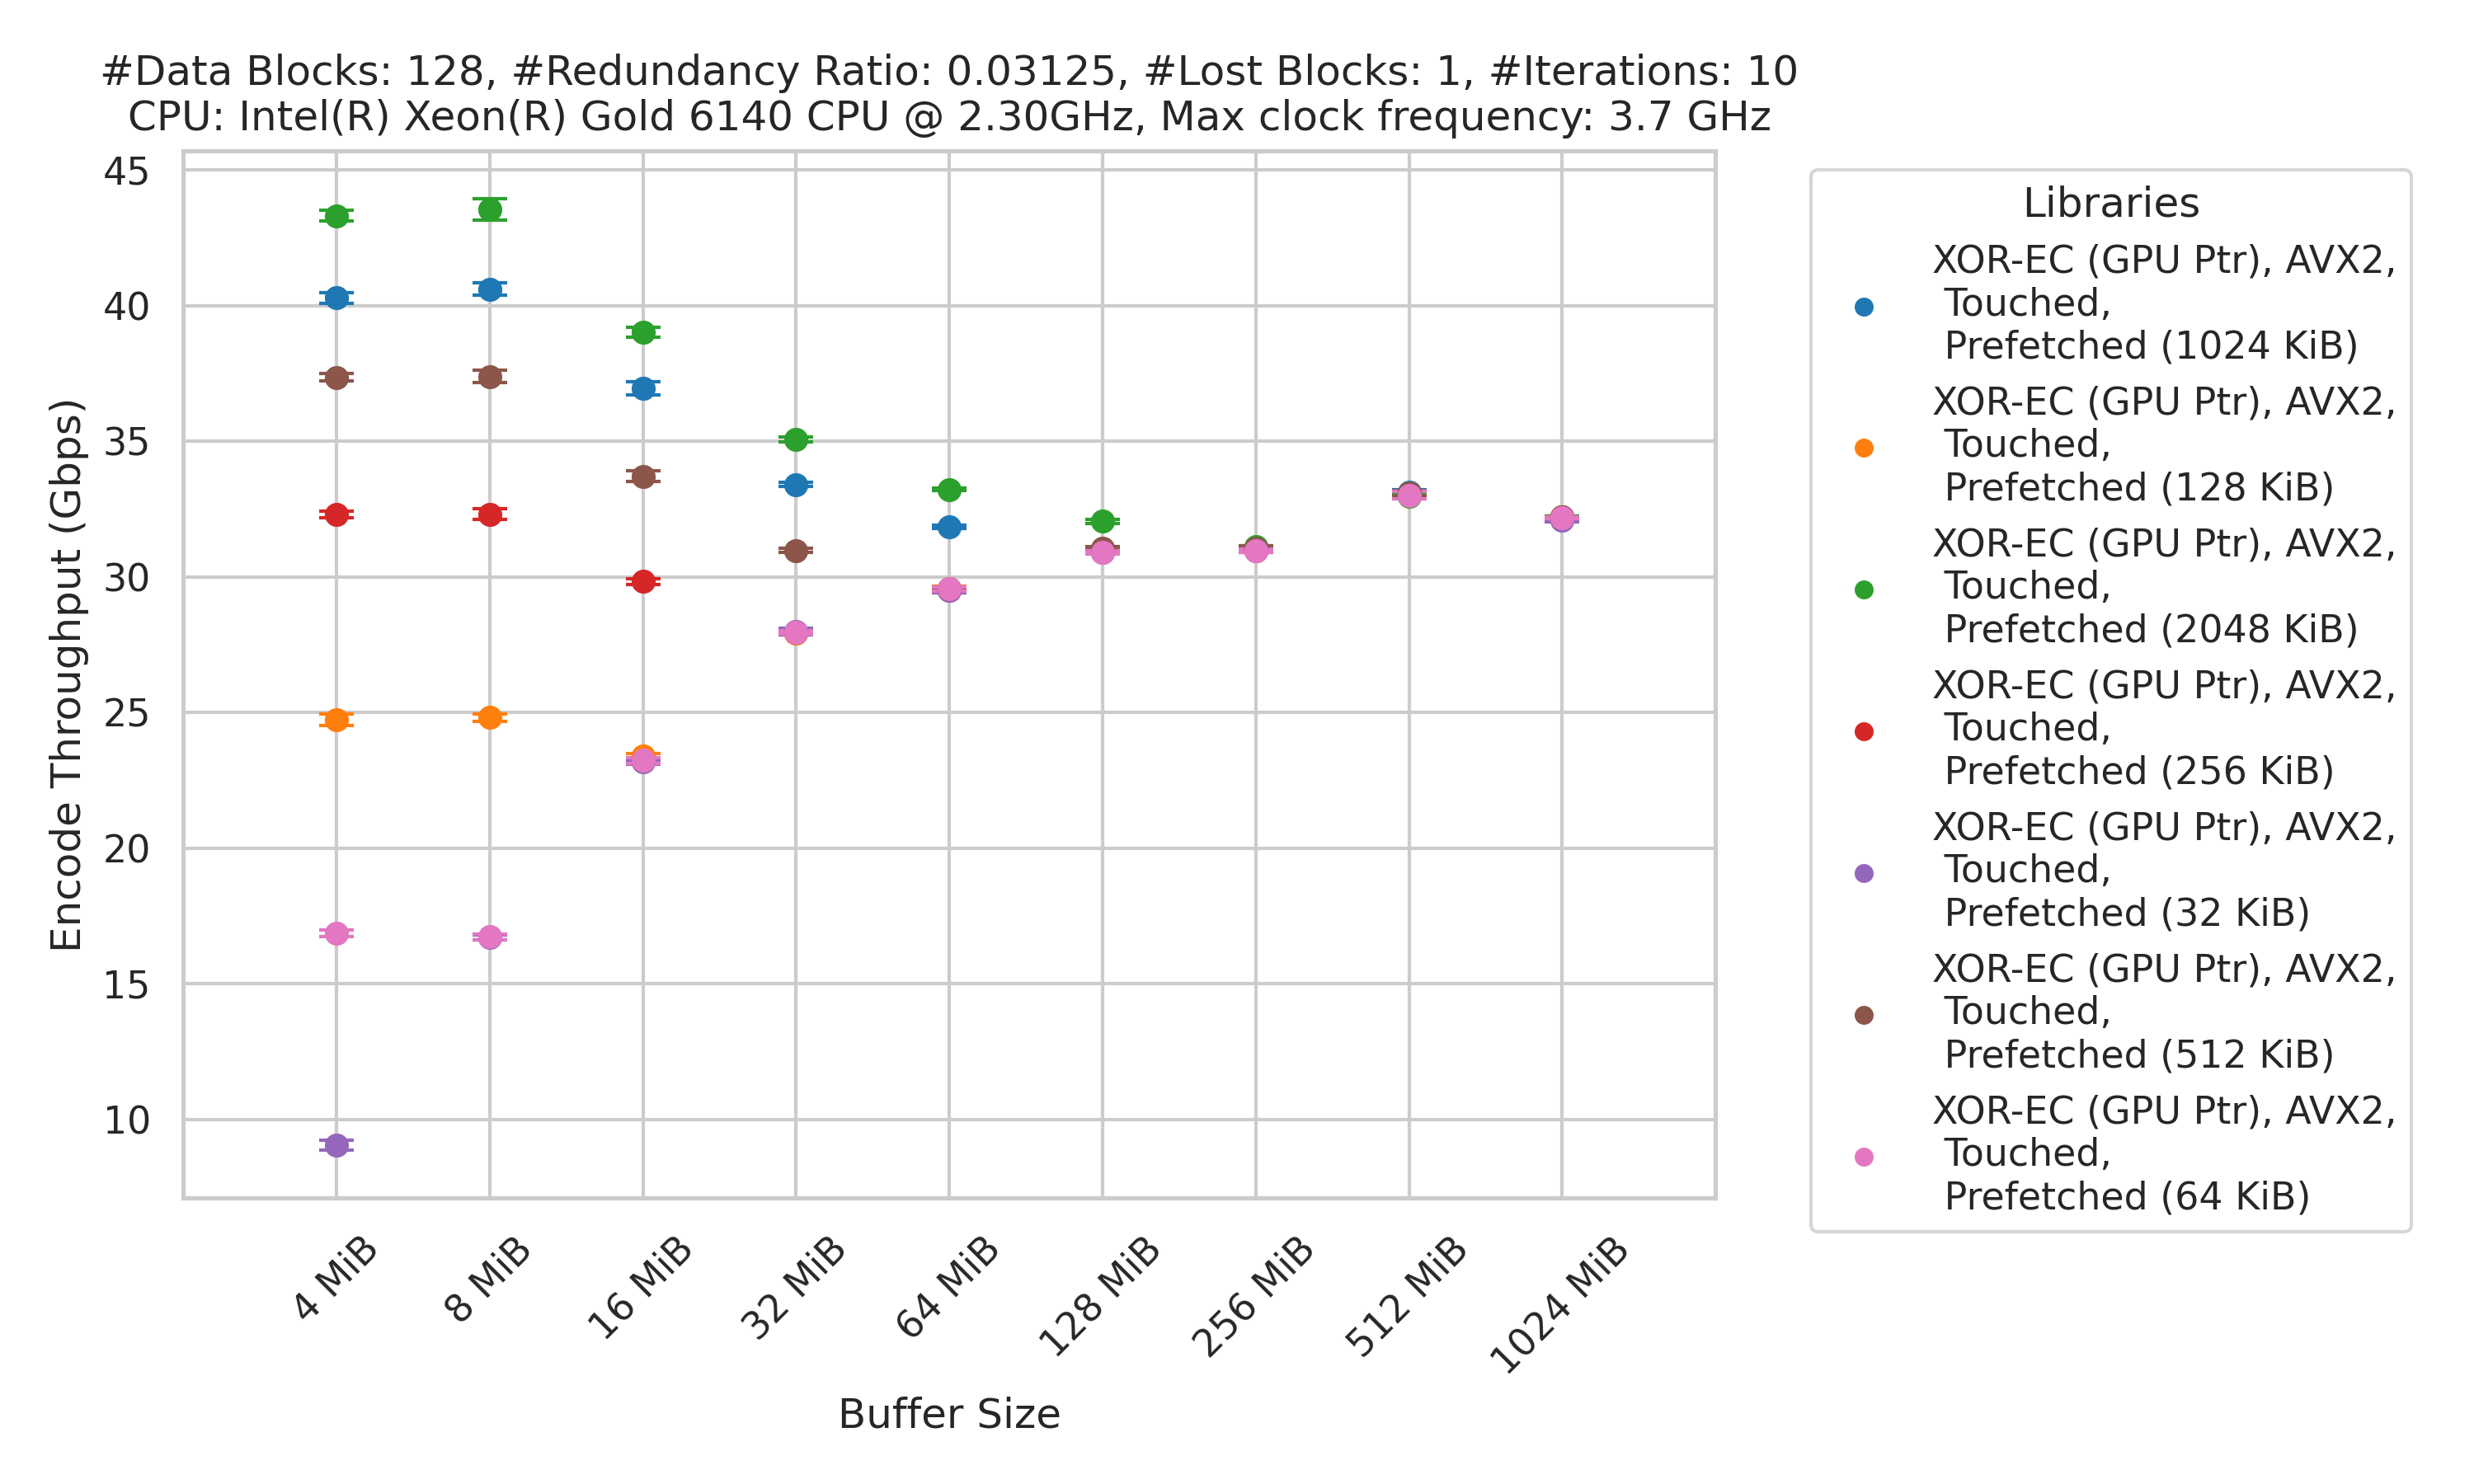 #Data Blocks: 128, #Redundancy Ratio: 0.03125, #Lost Blocks: 1, #Iterations: 10
CPU: Intel(R) Xeon(R) Gold 6140 CPU @ 2.30GHz, Max clock frequency: 3.7 GHz
Encode Throughput (Gbps)
45
40
35
30
25
20
15
10
4 MiB
8 MiB
16 MiB
32 MiB
64 MiB
128 MiB
256 MiB
512 MiB
1024 MiB
Buffer Size
Libraries
XOR-EC (GPU Ptr), AVX2,
Touched,
Prefetched (1024 KiB)
XOR-EC (GPU Ptr), AVX2,
Touched,
Prefetched (128 KiB)
XOR-EC (GPU Ptr), AVX2,
Touched,
Prefetched (2048 KiB)
XOR-EC (GPU Ptr), AVX2,
Touched,
Prefetched (256 KiB)
XOR-EC (GPU Ptr), AVX2,
Touched,
Prefetched (32 KiB)
XOR-EC (GPU Ptr), AVX2,
Touched,
Prefetched (512 KiB)
XOR-EC (GPU Ptr), AVX2,
Touched,
Prefetched (64 KiB)